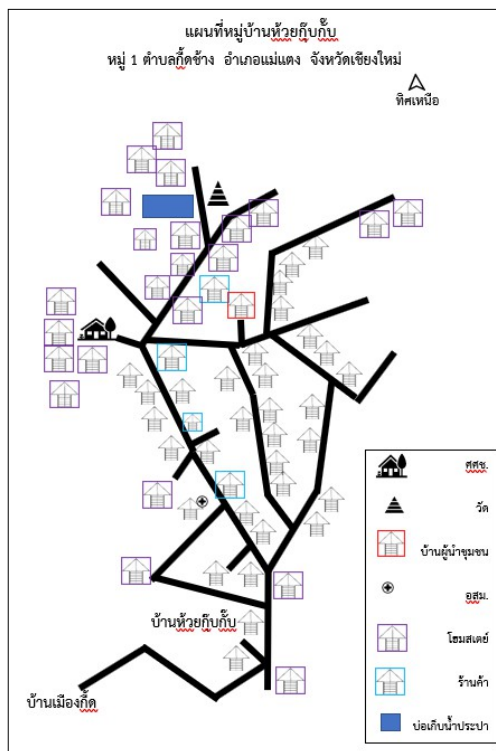 แผนที่หมู่บ้านห้วยกุ๊บกั๊บ
หมู่ 1 ตำบลกื้ดช้าง อำเภอแม่แตง จังหวัดเชียงใหม่
ทิศเหนือ
ศศช.
วัด
บ้านผู้นำชุมชน
อสม.
โฮมสเตย์
ร้านค้า
บ่อเก็บน้ำประปา
บ้านห้วยกุ๊บกั๊บ
บ้านเมืองกื้ด